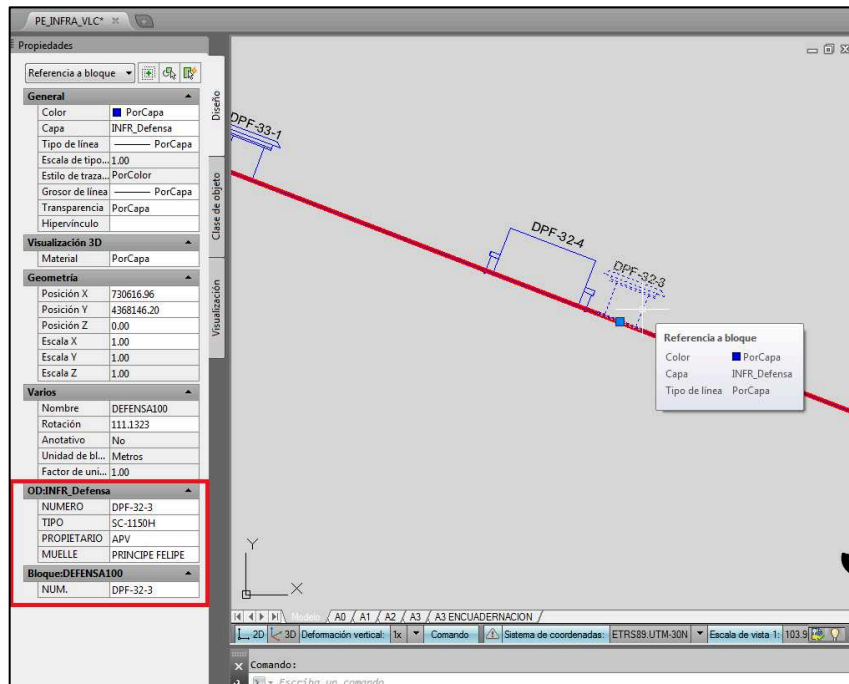 PE_INFRA_VLC*
Propiedades
Referencia a bloque
General
Color PorCapa
Capa INFR_Defensa
Tipo de línea PorCapa
Escala de tipo... 1.00
Estilo de traza... PorColor
Grosor de línea PorCapa
Transparencia PorCapa
Hipervínculo
Visualización 3D
Material PorCapa
Geometría
Posición X 730616.96
Posición Y 4368146.20
Posición Z 0.00
Escala X 1.00
Escala Y 1.00
Escala Z 1.00
Varios
Nombre DEFENSA100
Rotación 111.1323
Anotativo No
Unidad de bl... Metros
Factor de uni... 1.00
OD:INFR_Defensa
NUMERO DPF-32-3
TIPO SC-1150H
PROPIETARIO APV
MUELLE PRINCIPE FELIPE
Bloque:DEFENSA100
NUM. DPF-32-3
Diseño
Clase de objeto
Visualización
DPF-33-1
DPF-32-4
DPF-32-3
Referencia a bloque
Color PorCapa
Capa INFR_Defensa
Tipo de línea PorCapa
Y
X
Modelo / A0 / A1 / A2 / A3 / A3 ENCUADERNACION /
2D 3D Deformación vertical: 1x Comando Sistema de coordenadas: ETRS89.UTM-30N Escala de vista 1: 103.9
Comando:
Escriba un comando